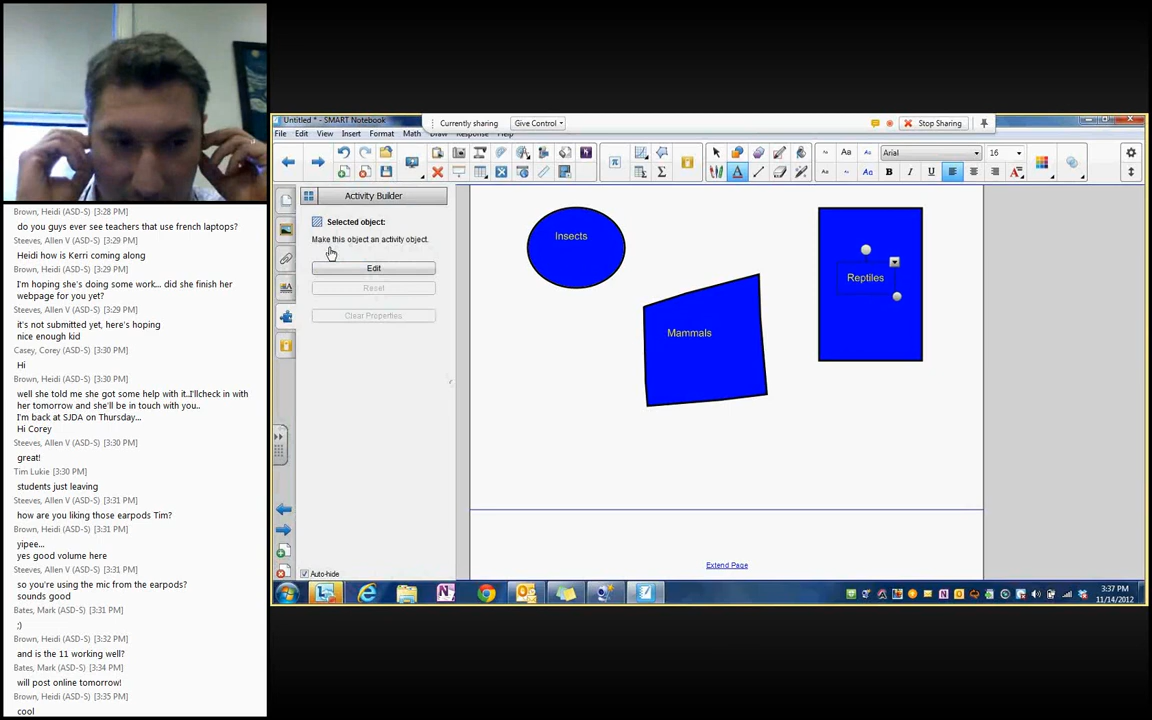 Brown, Heidi (ASD-S) [3:28 PM]
do you guys ever see teachers that use french laptops?
Steeves, Allen V (ASD-S) [3:29 PM]
Heidi how is Kerri coming along
Brown, Heidi (ASD-S) [3:29 PM]
I'm hoping she's doing some work... did she finish her
webpage for you yet?
Steeves, Allen V (ASD-S) [3:30 PM]
it's not submitted yet, here's hoping
nice enough kid
Casey, Corey (ASD-S) [3:30 PM]
Hi
Brown, Heidi (ASD-S) [3:30 PM]
well she told me she got some help with it..I'llcheck in with
her tomorrow and she'll be in touch with you..
I'm back at SJDA on Thursday...
Hi Corey
Steeves, Allen V (ASD-S) [3:30 PM]
great!
Tim Lukie [3:30 PM]
students just leaving
Steeves, Allen V (ASD-S) [3:31 PM]
how are you liking those earpods Tim?
Brown, Heidi (ASD-S) [3:31 PM]
yipee...
yes good volume here
Steeves, Allen V (ASD-S) [3:31 PM]
so you're using the mic from the earpods?
sounds good
Bates, Mark (ASD-S) [3:31 PM]
;)
Brown, Heidi (ASD-S) [3:32 PM]
and is the 11 working well?
Bates, Mark (ASD-S) [3:34 PM]
will post online tomorrow!
Brown, Heidi (ASD-S) [3:35 PM]
cool
Untitled * - SMART Notebook
Currently sharing
Give Control
Stop Sharing
File Edit View Insert Format Math Draw Response Help
Arial
16
B I U
Activity Builder
Selected object:
Make this object an activity object.
Edit
Reset
Clear Properties
Auto-hide
Insects
Mammals
Reptiles
Extend Page
3:37 PM
11/14/2012